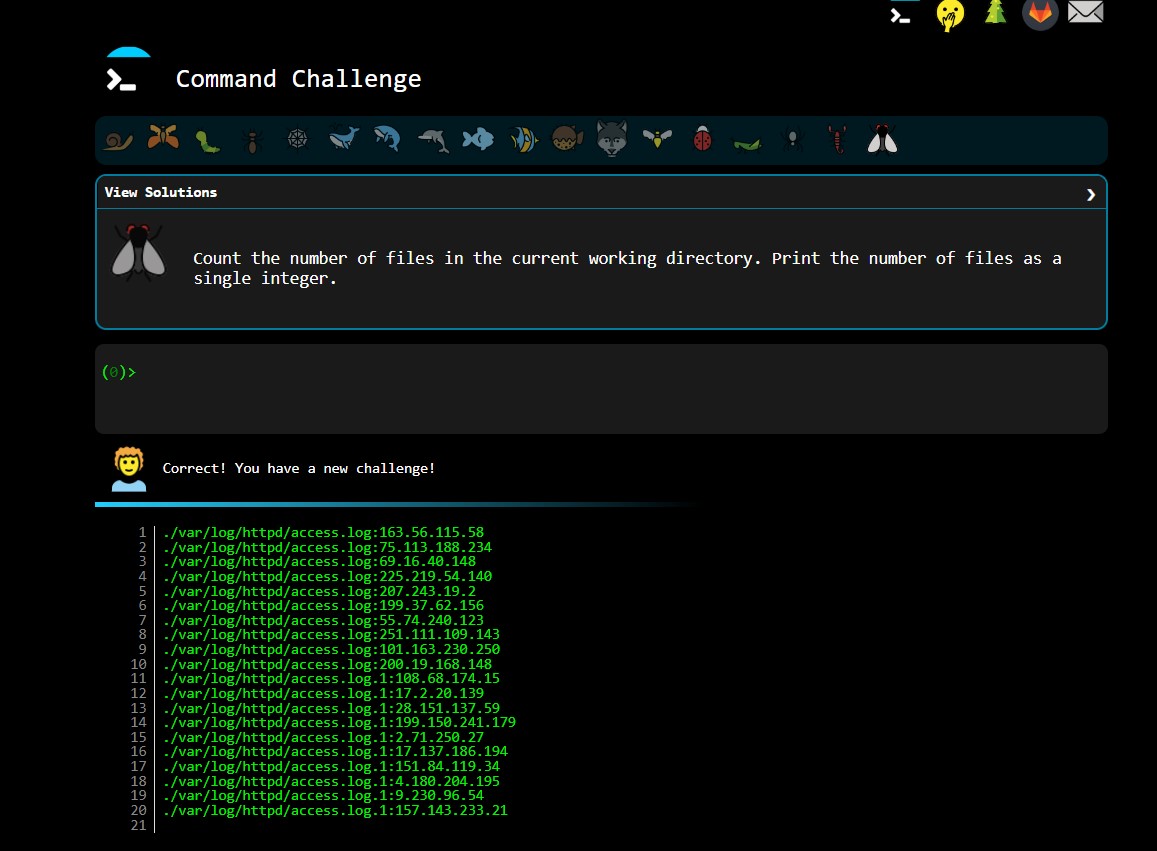 Command Challenge
View Solutions
Count the number of files in the current working directory. Print the number of files as a
single integer.
(0)>
Correct! You have a new challenge!
1 ./var/log/httpd/access.log:163.56.115.58
2 ./var/log/httpd/access.log:75.113.188.234
3 ./var/log/httpd/access.log:69.16.40.148
4 ./var/log/httpd/access.log:225.219.54.140
5 ./var/log/httpd/access.log:207.243.19.2
6 ./var/log/httpd/access.log:199.37.62.156
7 ./var/log/httpd/access.log:55.74.240.123
8 ./var/log/httpd/access.log:251.111.109.143
9 ./var/log/httpd/access.log:101.163.230.250
10 ./var/log/httpd/access.log:200.19.168.148
11 ./var/log/httpd/access.log.1:108.68.174.15
12 ./var/log/httpd/access.log.1:17.2.20.139
13 ./var/log/httpd/access.log.1:28.151.137.59
14 ./var/log/httpd/access.log.1:199.150.241.179
15 ./var/log/httpd/access.log.1:2.71.250.27
16 ./var/log/httpd/access.log.1:17.137.186.194
17 ./var/log/httpd/access.log.1:151.84.119.34
18 ./var/log/httpd/access.log.1:4.180.204.195
19 ./var/log/httpd/access.log.1:9.230.96.54
20 ./var/log/httpd/access.log.1:157.143.233.21
21